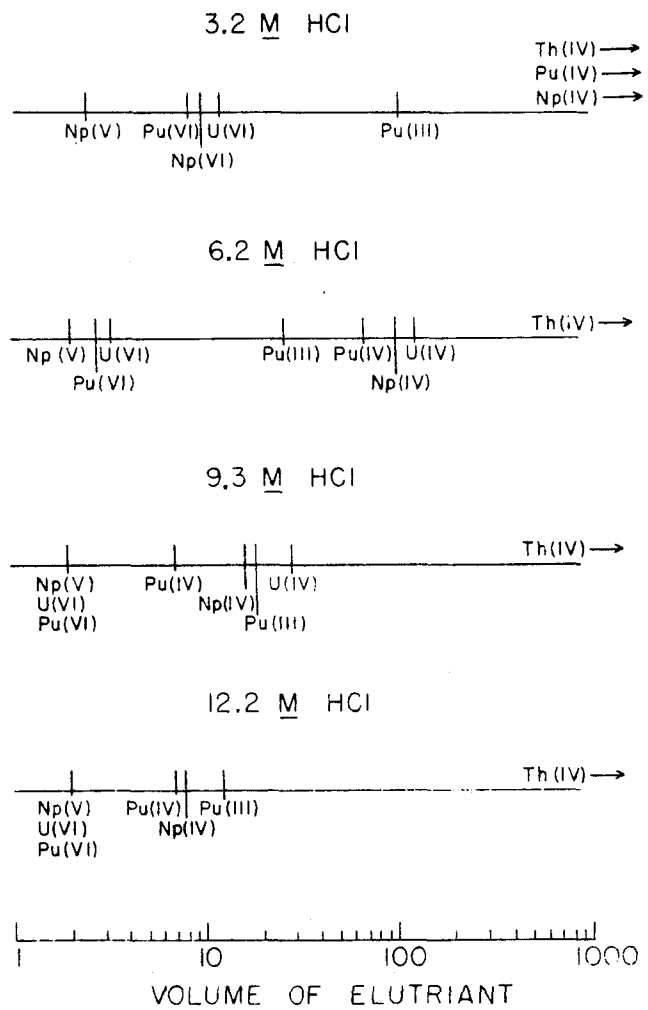 3.2 M HCl
Th(IV) →
Pu(IV) →
Np(IV) →
Np(V) Pu(VI) U(VI) Pu(III)
Np(VI)
6.2 M HCl
Th(IV) →
Np(V) U(VI) Pu(III) Pu(IV) U(IV)
Pu(VI) Np(IV)
9.3 M HCl
Th(IV) →
Np(V) Pu(IV) U(IV)
U(VI) Np(IV)
Pu(VI) Pu(III)
12.2 M HCl
Th(IV) →
Np(V) Pu(IV) Pu(III)
U(VI) Np(IV)
Pu(VI)
1 10 100 1000
VOLUME OF ELUTRIANT